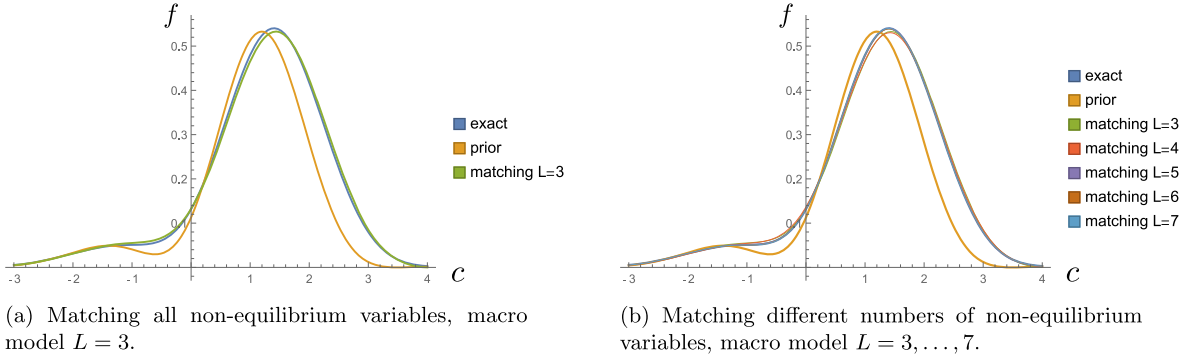 f
0.5
0.4
0.3
0.2
0.
-3 -2 -1 1 2 3 4 c
exact
prior
matching L=3
(a) Matching all non-equilibrium variables, macro
model L = 3.
f
0.5
0.4
0.3
0.2
0.
-3 -2 -1 1 2 3 4 c
exact
prior
matching L=3
matching L=4
matching L=5
matching L=6
matching L=7
(b) Matching different numbers of non-equilibrium
variables, macro model L = 3, . . . , 7.